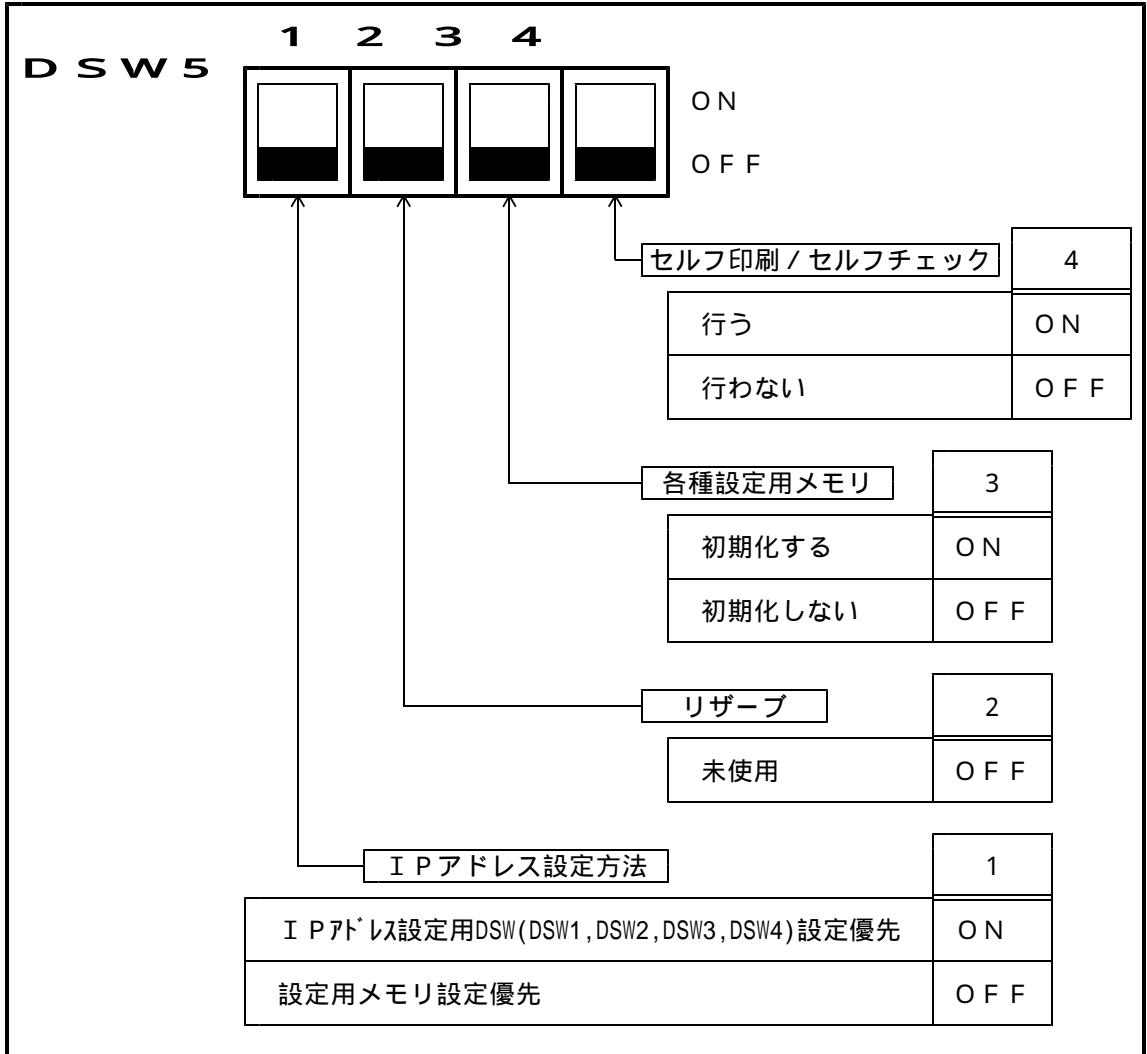 １ ２ ３ ４
ＤＳＷ５
ＯＮ
ＯＦＦ
セルフ印刷／セルフチェック ４
行う ＯＮ
行わない ＯＦＦ
各種設定用メモリ ３
初期化する ＯＮ
初期化しない ＯＦＦ
リザーブ ２
未使用 ＯＦＦ
ＩＰアドレス設定方法 １
ＩＰｱﾄﾞﾚｽ設定用DSW(DSW1,DSW2,DSW3,DSW4)設定優先 ＯＮ
設定用メモリ設定優先 ＯＦＦ